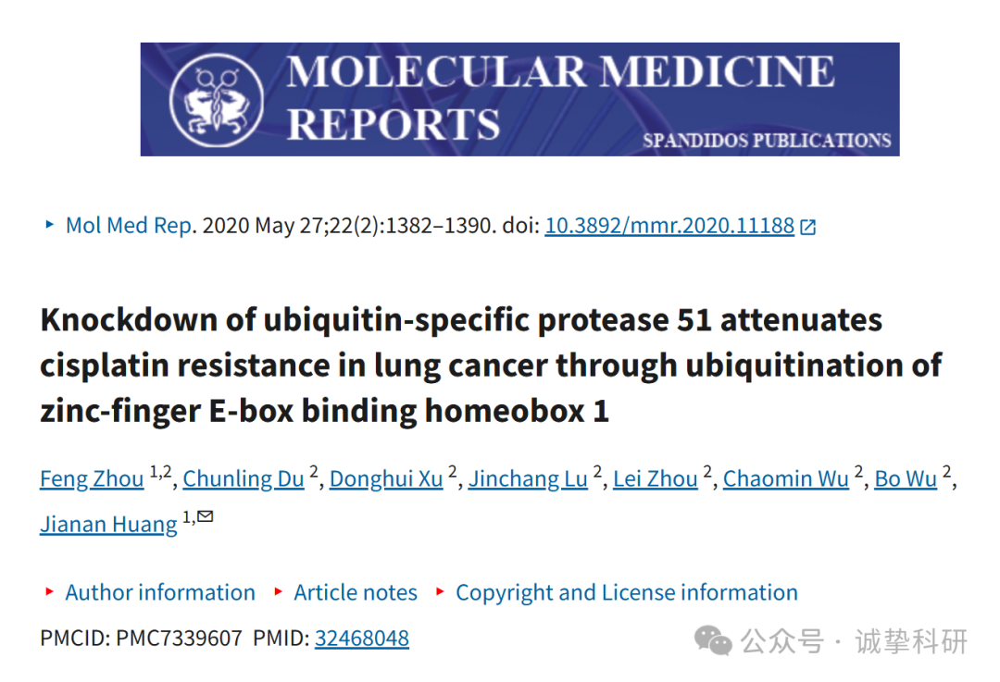 MOLECULAR MEDICINE
REPORTS
SPANDIDOS PUBLICATIONS
Mol Med Rep. 2020 May 27;22(2):1382–1390. doi: 10.3892/mmr.2020.11188
Knockdown of ubiquitin-specific protease 51 attenuates
cisplatin resistance in lung cancer through ubiquitination of
zinc-finger E-box binding homeobox 1
Feng Zhou 1,2, Chunling Du 2, Donghui Xu 2, Jinchang Lu 2, Lei Zhou 2, Chaomin Wu 2, Bo Wu 2,
Jianan Huang 1,✉
Author information Article notes Copyright and License information
PMCID: PMC7339607 PMID: 32468048
公众号 · 诚挚科研